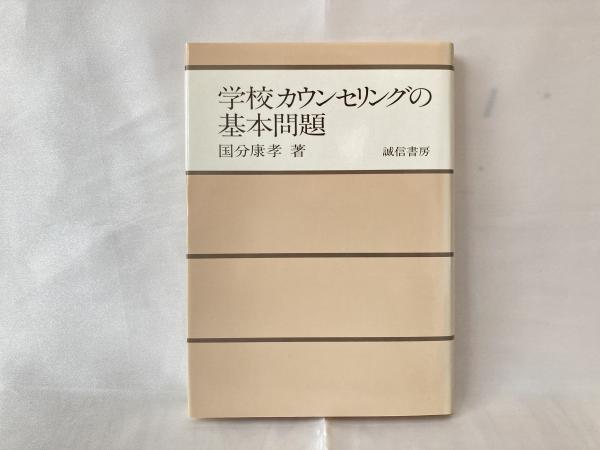 学校カウンセリングの
基本問題
国分康孝 著 誠信書房